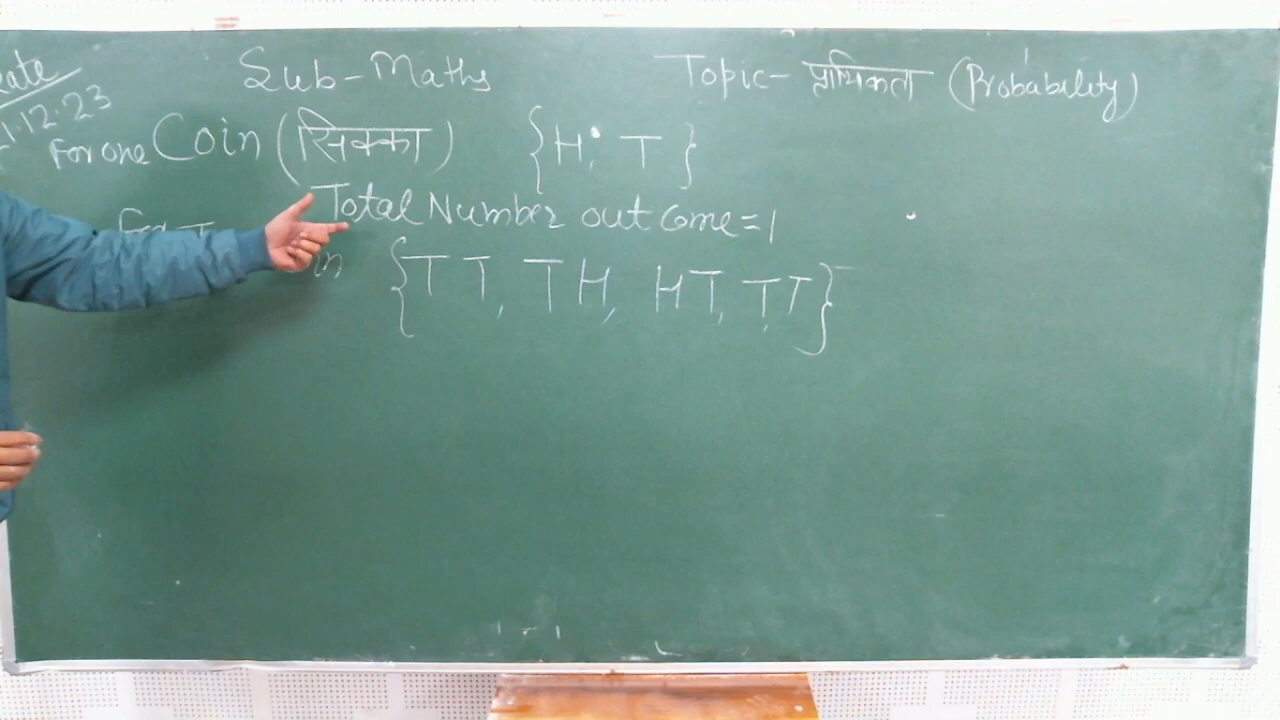 Sub-Maths Topic- प्रायिकता (Probability)
1.12.23
For one Coin (सिक्का) {H, T}
Total Number out Come=1
in {TT, TH, HT, TT}